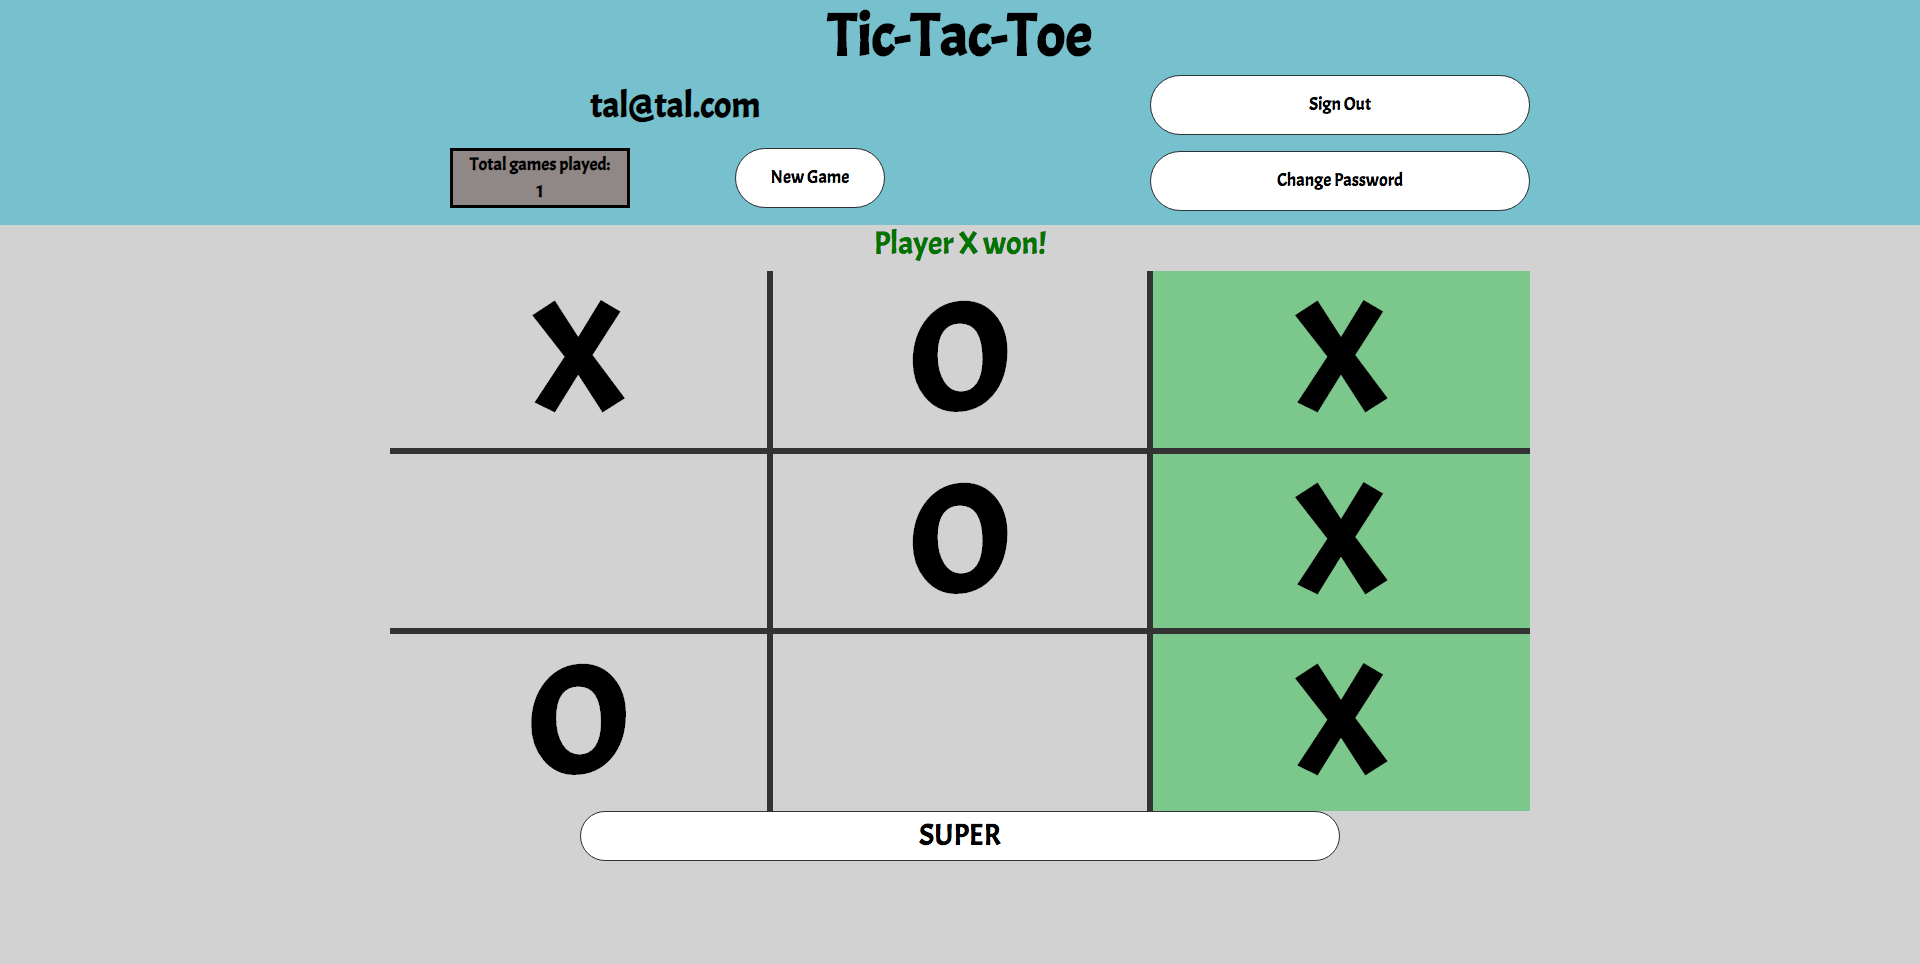 Tic-Tac-Toe
tal@tal.com
Sign Out
Total games played:
1
New Game
Change Password
Player X won!
X O X
O X
O X
SUPER